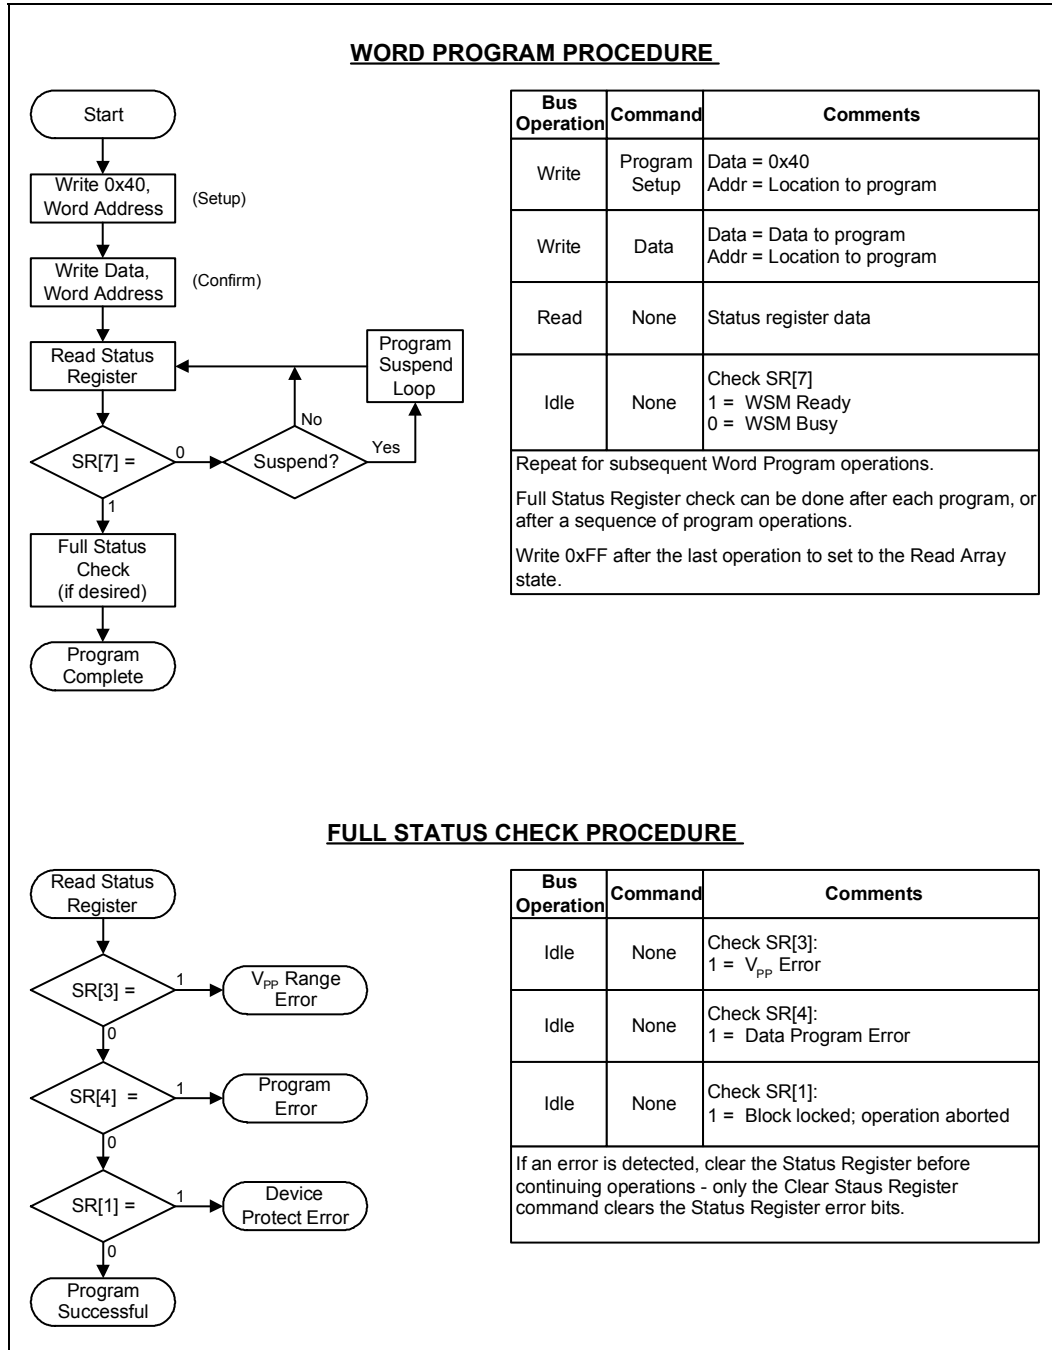 WORD PROGRAM PROCEDURE
Start
Write 0x40,
Word Address
(Setup)
Write Data,
Word Address
(Confirm)
Read Status
Register
Program
Suspend
Loop
No
SR[7] =
0
Suspend?
Yes
1
Full Status
Check
(if desired)
Program
Complete
Bus
Operation
Command
Comments
Write
Program
Setup
Data = 0x40
Addr = Location to program
Write
Data
Data = Data to program
Addr = Location to program
Read
None
Status register data
Idle
None
Check SR[7]
1 = WSM Ready
0 = WSM Busy
Repeat for subsequent Word Program operations.
Full Status Register check can be done after each program, or
after a sequence of program operations.
Write 0xFF after the last operation to set to the Read Array
state.
FULL STATUS CHECK PROCEDURE
Read Status
Register
SR[3] =
1
VPP Range
Error
0
SR[4] =
1
Program
Error
0
SR[1] =
1
Device
Protect Error
0
Program
Successful
Bus
Operation
Command
Comments
Idle
None
Check SR[3]:
1 = VPP Error
Idle
None
Check SR[4]:
1 = Data Program Error
Idle
None
Check SR[1]:
1 = Block locked; operation aborted
If an error is detected, clear the Status Register before
continuing operations - only the Clear Staus Register
command clears the Status Register error bits.